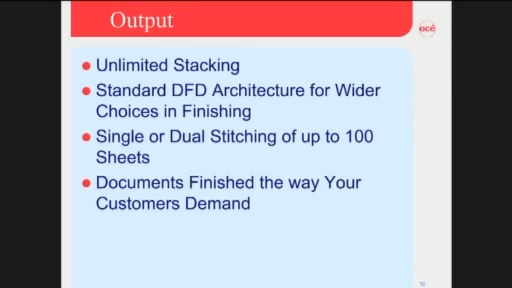 Output
océ
Unlimited Stacking
Standard DFD Architecture for Wider
Choices in Finishing
Single or Dual Stitching of up to 100
Sheets
Documents Finished the way Your
Customers Demand